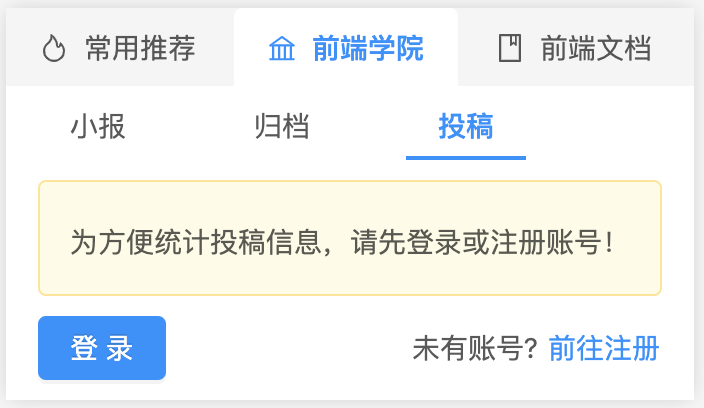 常用推荐 前端学院 前端文档
小报 归档 投稿
为方便统计投稿信息，请先登录或注册账号！
登 录 未有账号? 前往注册